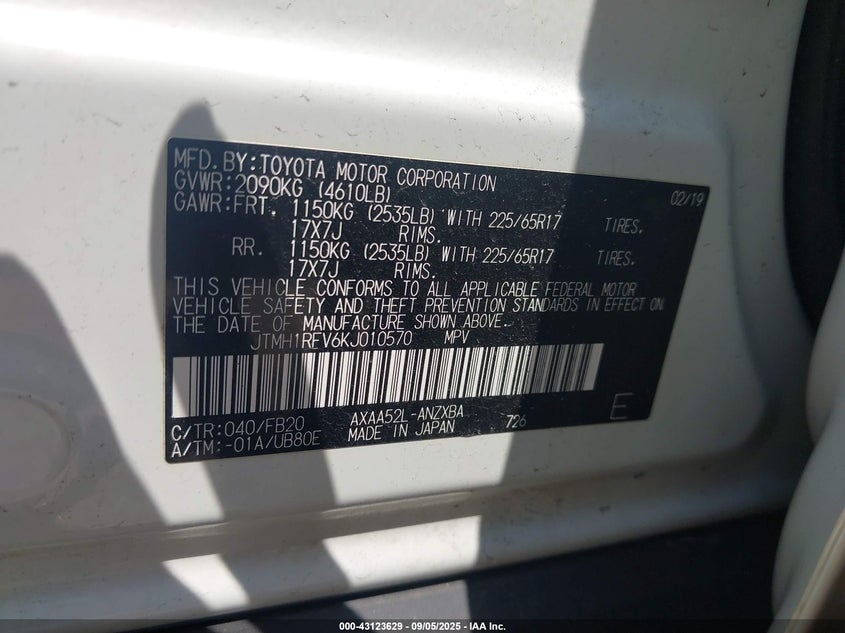 MFD.BY:TOYOTA MOTOR CORPORATION 02/19
GVWR:2090KG (4610LB)
GAWR:FRT. 1150KG (2535LB) WITH 225/65R17 TIRES.
17X7J RIMS.
RR. 1150KG (2535LB) WITH 225/65R17 TIRES.
17X7J RIMS.
THIS VEHICLE CONFORMS TO ALL APPLICABLE FEDERAL MOTOR
VEHICLE SAFETY AND THEFT PREVENTION STANDARDS IN EFFECT ON
THE DATE OF MANUFACTURE SHOWN ABOVE.
JTMH1RFV6KJ010570 MPV
C/TR:040/FB20 AXAA52L-ANZXBA 726 E
A/TM:-01A/UB80E MADE IN JAPAN
000-43123629 - 09/05/2025 - IAA Inc.